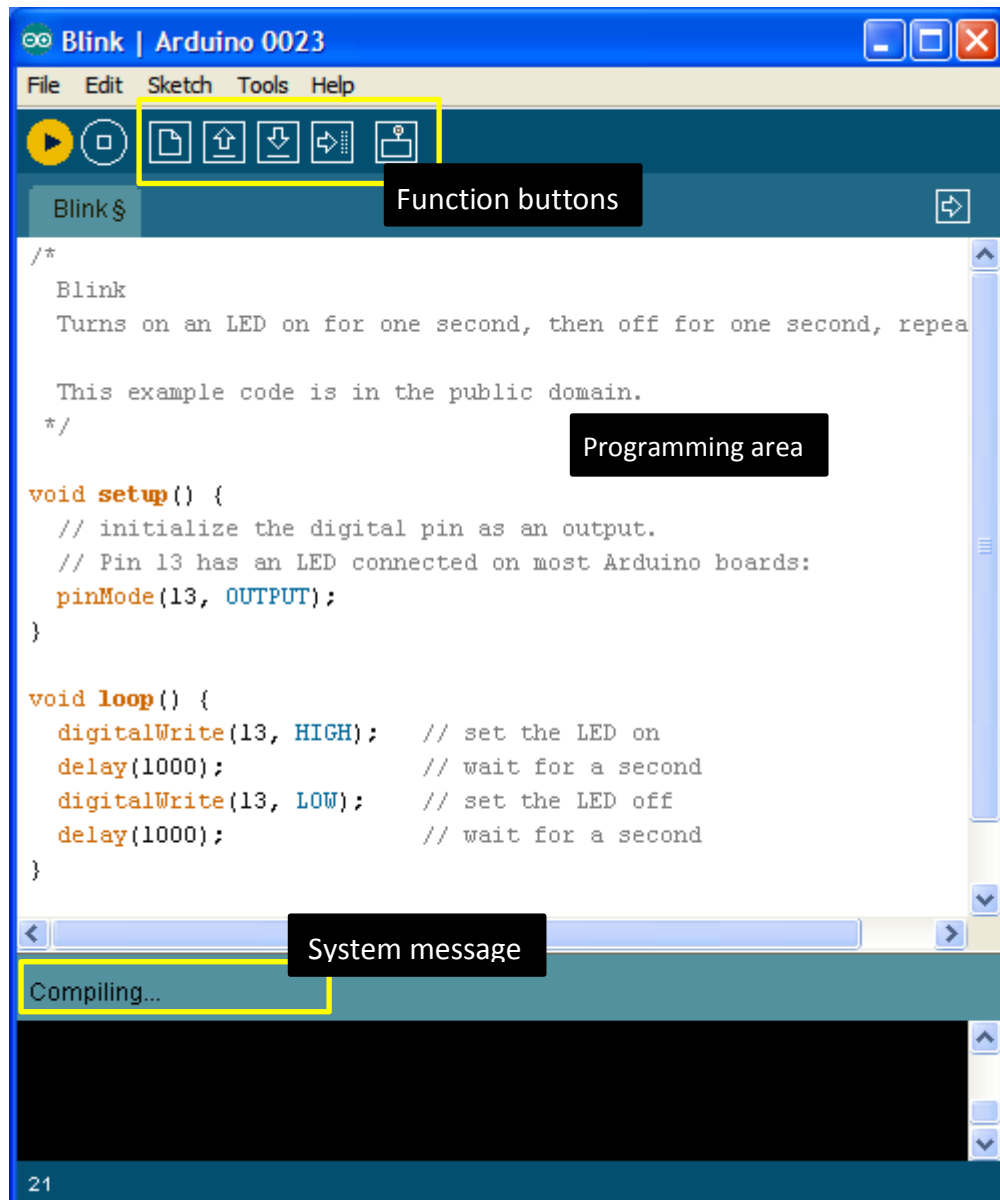 Blink | Arduino 0023
File Edit Sketch Tools Help
Function buttons
Blink §
/*
Blink
Turns on an LED on for one second, then off for one second, repea
This example code is in the public domain.
*/
Programming area
void setup() {
// initialize the digital pin as an output.
// Pin 13 has an LED connected on most Arduino boards:
pinMode(13, OUTPUT);
}
void loop() {
digitalWrite(13, HIGH); // set the LED on
delay(1000); // wait for a second
digitalWrite(13, LOW); // set the LED off
delay(1000); // wait for a second
}
System message
Compiling...
21